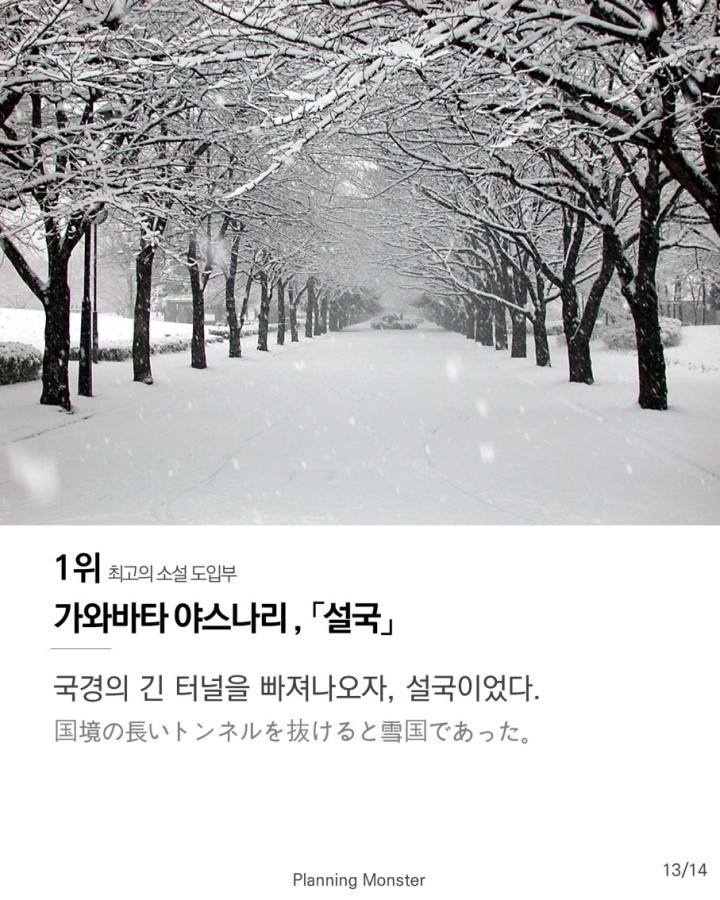 1위 최고의 소설 도입부
가와바타 야스나리, 「설국」
국경의 긴 터널을 빠져나오자, 설국이었다.
国境の長いトンネルを抜けると雪国であった。
13/14
Planning Monster